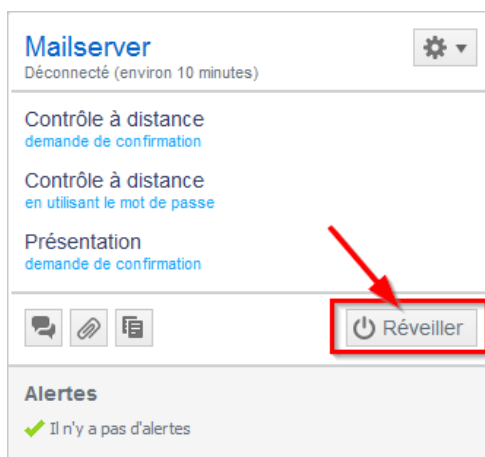 Mailserver
Déconnecté (environ 10 minutes)
Contrôle à distance
demande de confirmation
Contrôle à distance
en utilisant le mot de passe
Présentation
demande de confirmation
Réveiller
Alertes
Il n'y a pas d'alertes